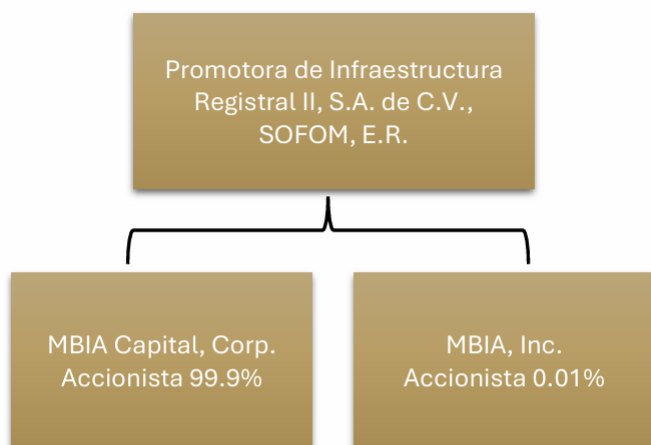 Promotora de Infraestructura
Registral II, S.A. de C.V.,
SOFOM, E.R.
MBIA Capital, Corp.
Accionista 99.9%
MBIA, Inc.
Accionista 0.01%